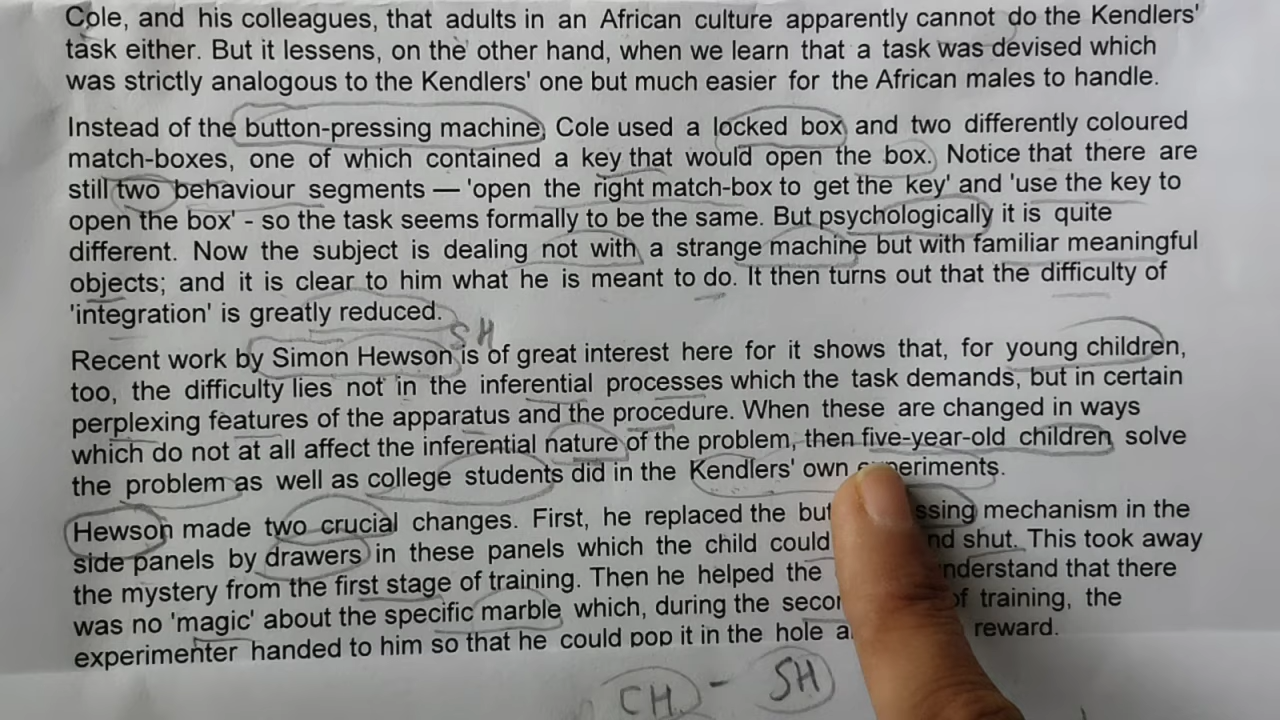 Cole, and his colleagues, that adults in an African culture apparently cannot do the Kendlers'
task either. But it lessens, on the other hand, when we learn that a task was devised which
was strictly analogous to the Kendlers' one but much easier for the African males to handle.
Instead of the button-pressing machine, Cole used a locked box and two differently coloured
match-boxes, one of which contained a key that would open the box. Notice that there are
still two behaviour segments — 'open the right match-box to get the key' and 'use the key to
open the box' - so the task seems formally to be the same. But psychologically it is quite
different. Now the subject is dealing not with a strange machine but with familiar meaningful
objects; and it is clear to him what he is meant to do. It then turns out that the difficulty of
'integration' is greatly reduced.
SH
Recent work by Simon Hewson is of great interest here for it shows that, for young children,
too, the difficulty lies not in the inferential processes which the task demands, but in certain
perplexing features of the apparatus and the procedure. When these are changed in ways
which do not at all affect the inferential nature of the problem, then five-year-old children solve
the problem as well as college students did in the Kendlers' own experiments.
Hewson made two crucial changes. First, he replaced the but ssing mechanism in the
side panels by drawers in these panels which the child could nd shut. This took away
the mystery from the first stage of training. Then he helped the nderstand that there
was no 'magic' about the specific marble which, during the secon of training, the
experimenter handed to him so that he could pop it in the hole a reward.
CH - SH